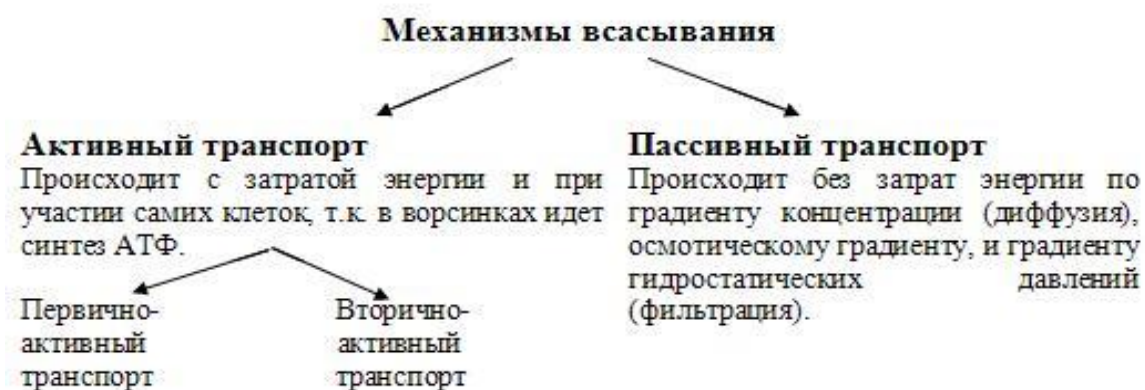 Механизмы всасывания
Активный транспорт
Происходит с затратой энергии и при
участии самих клеток, т.к. в ворсинках идет
синтез АТФ.
Первично-
активный
транспорт
Вторично-
активный
транспорт
Пассивный транспорт
Происходит без затрат энергии по
градиенту концентрации (диффузия),
осмотическому градиенту, и градиенту
гидростатических давлений
(фильтрация).